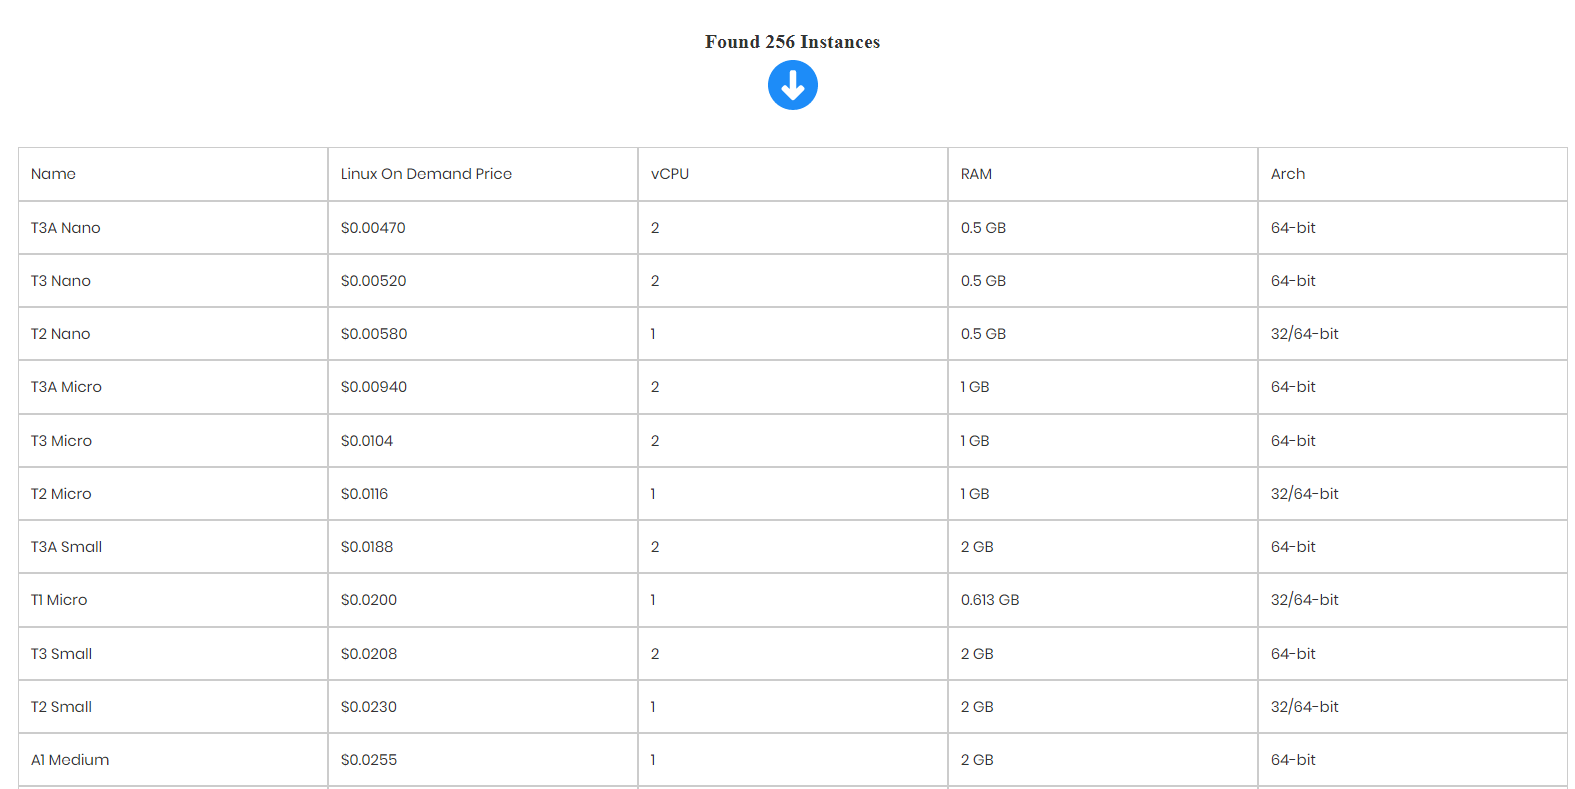 Found 256 Instances
Name Linux On Demand Price vCPU RAM Arch
T3A Nano $0.00470 2 0.5 GB 64-bit
T3 Nano $0.00520 2 0.5 GB 64-bit
T2 Nano $0.00580 1 0.5 GB 32/64-bit
T3A Micro $0.00940 2 1 GB 64-bit
T3 Micro $0.0104 2 1 GB 64-bit
T2 Micro $0.0116 1 1 GB 32/64-bit
T3A Small $0.0188 2 2 GB 64-bit
T1 Micro $0.0200 1 0.613 GB 32/64-bit
T3 Small $0.0208 2 2 GB 64-bit
T2 Small $0.0230 1 2 GB 32/64-bit
A1 Medium $0.0255 1 2 GB 64-bit